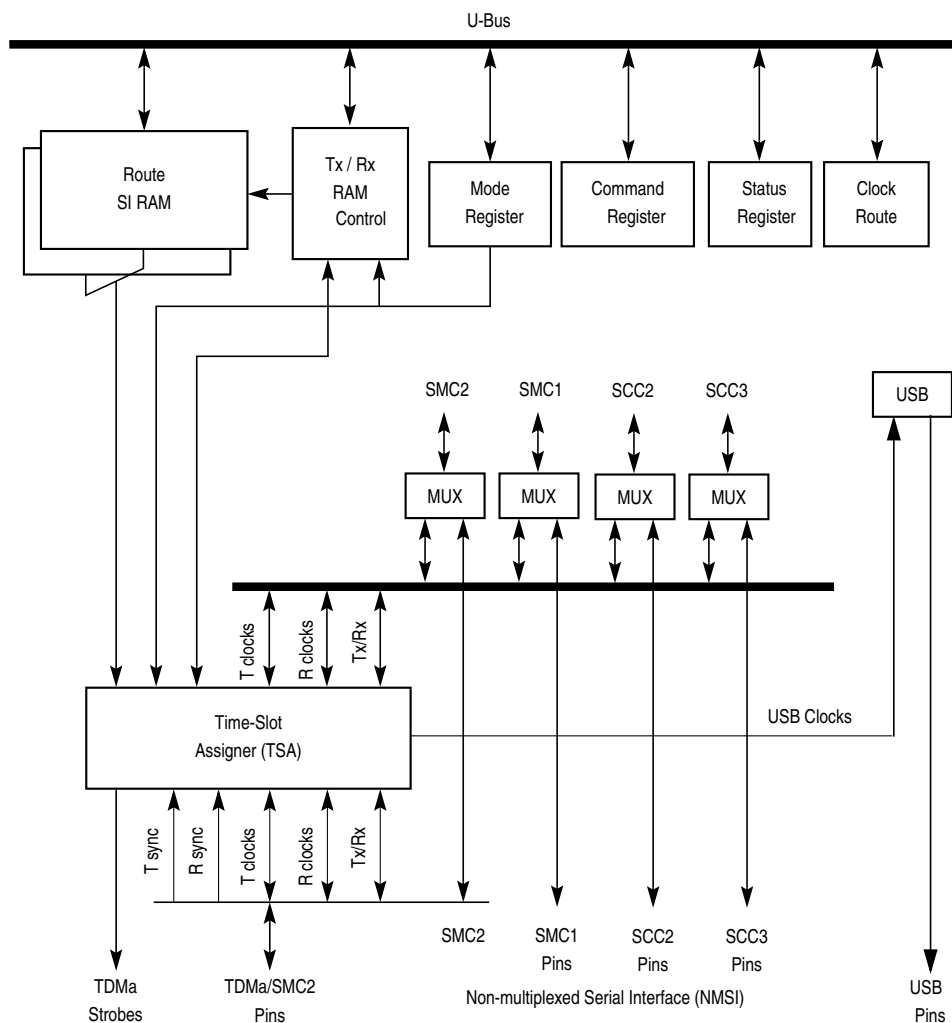 U-Bus
Route
SI RAM
Tx / Rx
RAM
Control
Mode
Register
Command
Register
Status
Register
Clock
Route
SMC2
SMC1
SCC2
SCC3
USB
MUX
MUX
MUX
MUX
T clocks
R clocks
Tx/Rx
Time-Slot
Assigner (TSA)
USB Clocks
T sync
R sync
T clocks
R clocks
Tx/Rx
SMC2
SMC1
Pins
SCC2
Pins
SCC3
Pins
TDMa
Strobes
TDMa/SMC2
Pins
Non-multiplexed Serial Interface (NMSI)
USB
Pins